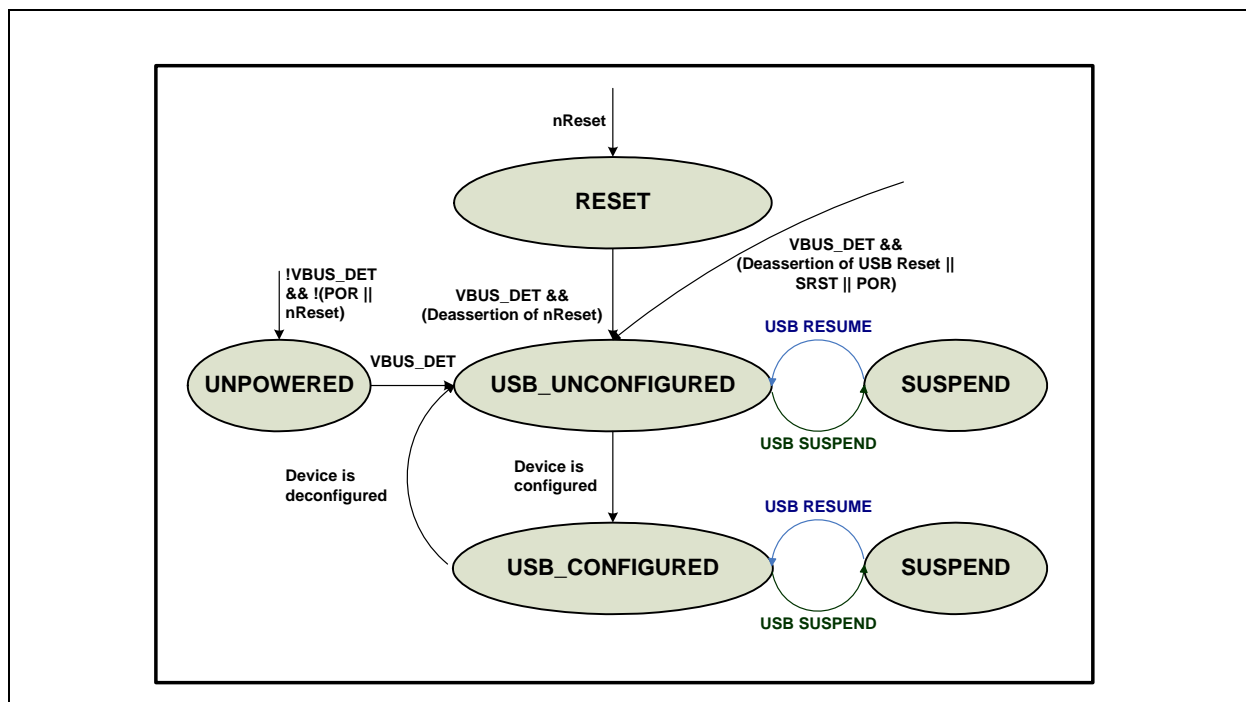 nReset
RESET
VBUS_DET &&
(Deassertion of USB Reset ||
SRST || POR)
!VBUS_DET
&& !(POR ||
nReset)
VBUS_DET &&
(Deassertion of nReset)
USB RESUME
VBUS_DET
UNPOWERED
USB_UNCONFIGURED
SUSPEND
USB SUSPEND
Device is
deconfigured
Device is
configured
USB RESUME
USB_CONFIGURED
SUSPEND
USB SUSPEND